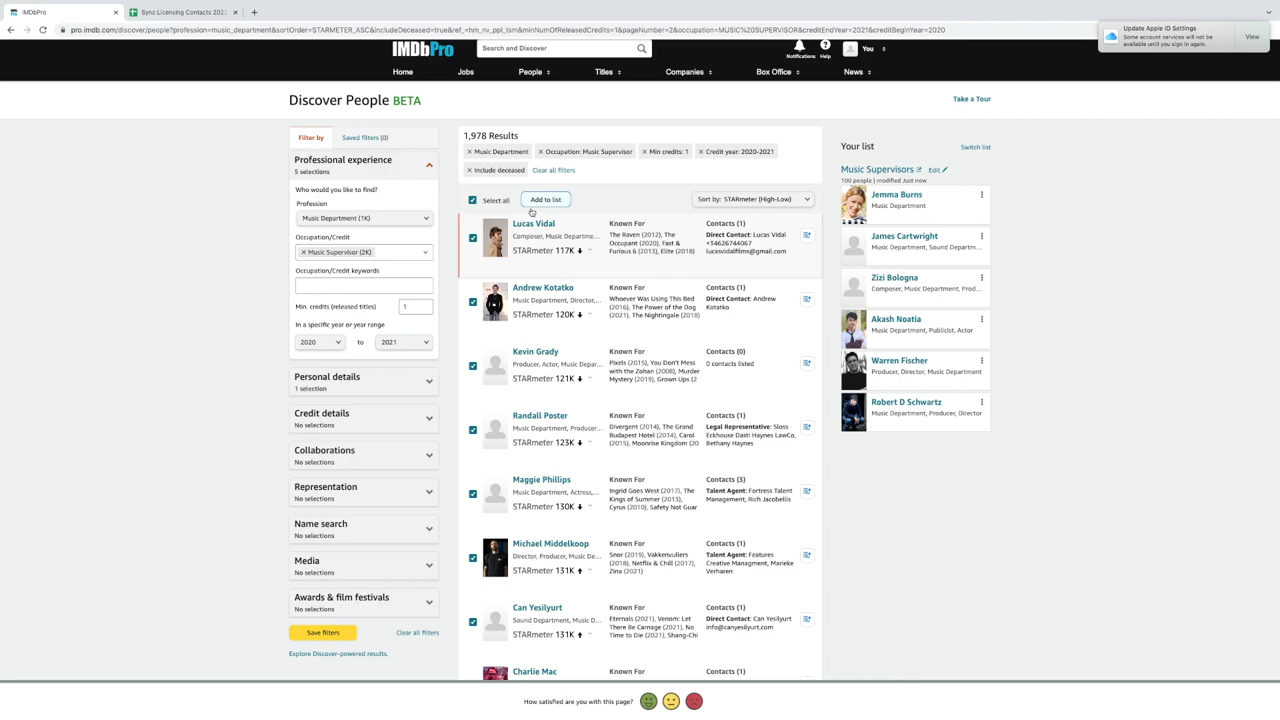 IMDbPro
Sync Licensing Contacts 202
pro.imdb.com/discover/people?profession=music_department&sortOrder=STARMETER_ASC&includeDeceased=true&ref_=hm_nv_ppl_tsm&minNumOfReleasedCredits=1&pageNumber=2&occupation=MUSIC%20SUPERVISOR&creditEndYear=2021&creditBeginYear=2020
Update Apple ID Settings
Some account services will not be
available until you sign in again.
View
IMDbPro
Search and Discover
Notifications
Help
You
Home
Jobs
People
Titles
Companies
Box Office
News
Discover People BETA
Take a Tour
Filter by
Saved filters (0)
Professional experience
5 selections
Who would you like to find?
Profession
Music Department (1K)
Occupation/Credit
× Music Supervisor (2K)
Occupation/Credit keywords
Min. credits (released titles)
1
In a specific year or year range
2020
to
2021
Personal details
1 selection
Credit details
No selections
Collaborations
No selections
Representation
No selections
Name search
No selections
Media
No selections
Awards & film festivals
No selections
Save filters
Clear all filters
Explore Discover-powered results.
1,978 Results
× Music Department
× Occupation: Music Supervisor
× Min credits: 1
× Credit year: 2020-2021
× Include deceased
Clear all filters
Select all
Add to list
Sort by: STARmeter (High-Low)
Lucas Vidal
Composer, Music Departme...
STARmeter 117K
Known For
The Raven (2012), The
Occupant (2020), Fast &
Furious 6 (2013), Elite (2018)
Contacts (1)
Direct Contact: Lucas Vidal
+34626744067
lucasvidalfilms@gmail.com
Andrew Kotatko
Music Department, Director,...
STARmeter 120K
Known For
Whoever Was Using This Bed
(2016), The Power of the Dog
(2021), The Nightingale (2018)
Contacts (1)
Direct Contact: Andrew
Kotatko
Kevin Grady
Producer, Actor, Music Depar...
STARmeter 121K
Known For
Pixels (2015), You Don't Mess
with the Zohan (2008), Murder
Mystery (2019), Grown Ups (2
Contacts (0)
0 contacts listed
Randall Poster
Music Department, Producer...
STARmeter 123K
Known For
Divergent (2014), The Grand
Budapest Hotel (2014), Carol
(2015), Moonrise Kingdom (20
Contacts (1)
Legal Representative: Sloss
Eckhouse Dasti Haynes LawCo,
Bethany Haynes
Maggie Phillips
Music Department, Actress,...
STARmeter 130K
Known For
Ingrid Goes West (2017), The
Kings of Summer (2013),
Cyrus (2010), Safety Not Guar
Contacts (3)
Talent Agent: Fortress Talent
Management, Rich Jacobellis
Michael Middelkoop
Director, Producer, Music De...
STARmeter 131K
Known For
Snor (2019), Vakkenvullers
(2018), Netflix & Chill (2017),
Zina (2021)
Contacts (1)
Talent Agent: Features
Creative Managment, Marieke
Verharen
Can Yesilyurt
Sound Department, Music D...
STARmeter 131K
Known For
Eternals (2021), Venom: Let
There Be Carnage (2021), No
Time to Die (2021), Shang-Chi
Contacts (1)
Direct Contact: Can Yesilyurt
info@canyesilyurt.com
Charlie Mac
Known For
Contacts (1)
Your list
Switch list
Music Supervisors
Edit
100 people | modified Just now
Jemma Burns
Music Department
James Cartwright
Music Department, Sound Departm...
Zizi Bologna
Composer, Music Department, Prod...
Akash Noatia
Music Department, Publicist, Actor
Warren Fischer
Producer, Director, Music Department
Robert D Schwartz
Music Department, Producer, Director
How satisfied are you with this page?